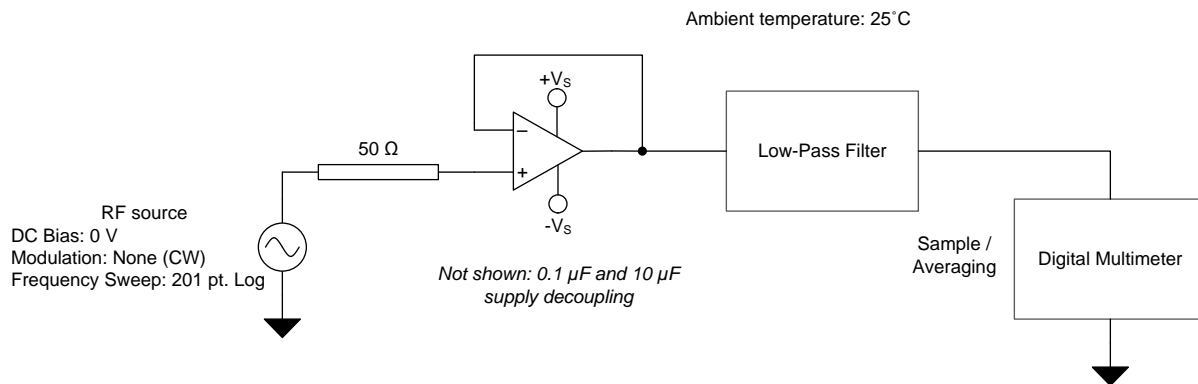 Ambient temperature: 25˚C
+VS
−
50 Ω
+
Low-Pass Filter
RF source
DC Bias: 0 V
Modulation: None (CW)
Frequency Sweep: 201 pt. Log
-VS
Not shown: 0.1 µF and 10 µF
supply decoupling
Sample /
Averaging
Digital Multimeter